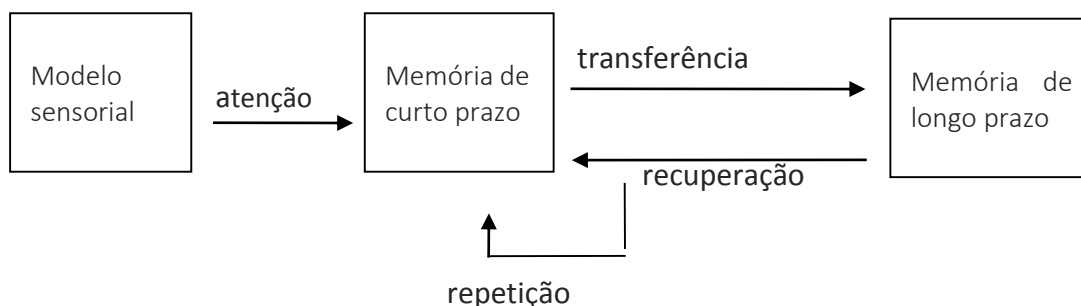 Modelo
sensorial
atenção
Memória de
curto prazo
transferência
recuperação
repetição
Memória de
longo prazo